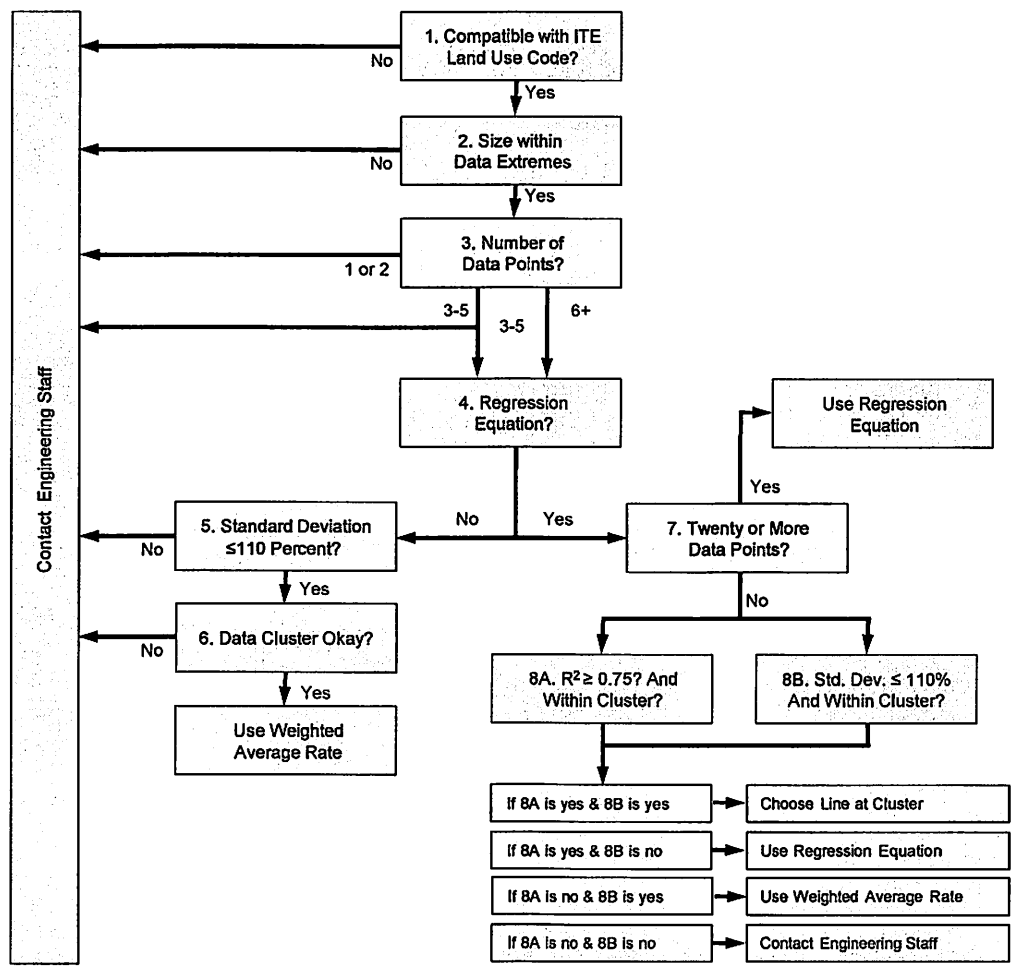 1. Compatible with ITE
Land Use Code?
No
Yes
2. Size within
Data Extremes
No
Yes
3. Number of
Data Points?
1 or 2
3-5
3-5
6+
Contact Engineering Staff
4. Regression
Equation?
Use Regression
Equation
Yes
No
Yes
5. Standard Deviation
≤110 Percent?
No
Yes
7. Twenty or More
Data Points?
No
6. Data Cluster Okay?
No
Yes
8A. R² ≥ 0.75? And
Within Cluster?
8B. Std. Dev. ≤ 110%
And Within Cluster?
Use Weighted
Average Rate
If 8A is yes & 8B is yes
Choose Line at Cluster
If 8A is yes & 8B is no
Use Regression Equation
If 8A is no & 8B is yes
Use Weighted Average Rate
If 8A is no & 8B is no
Contact Engineering Staff